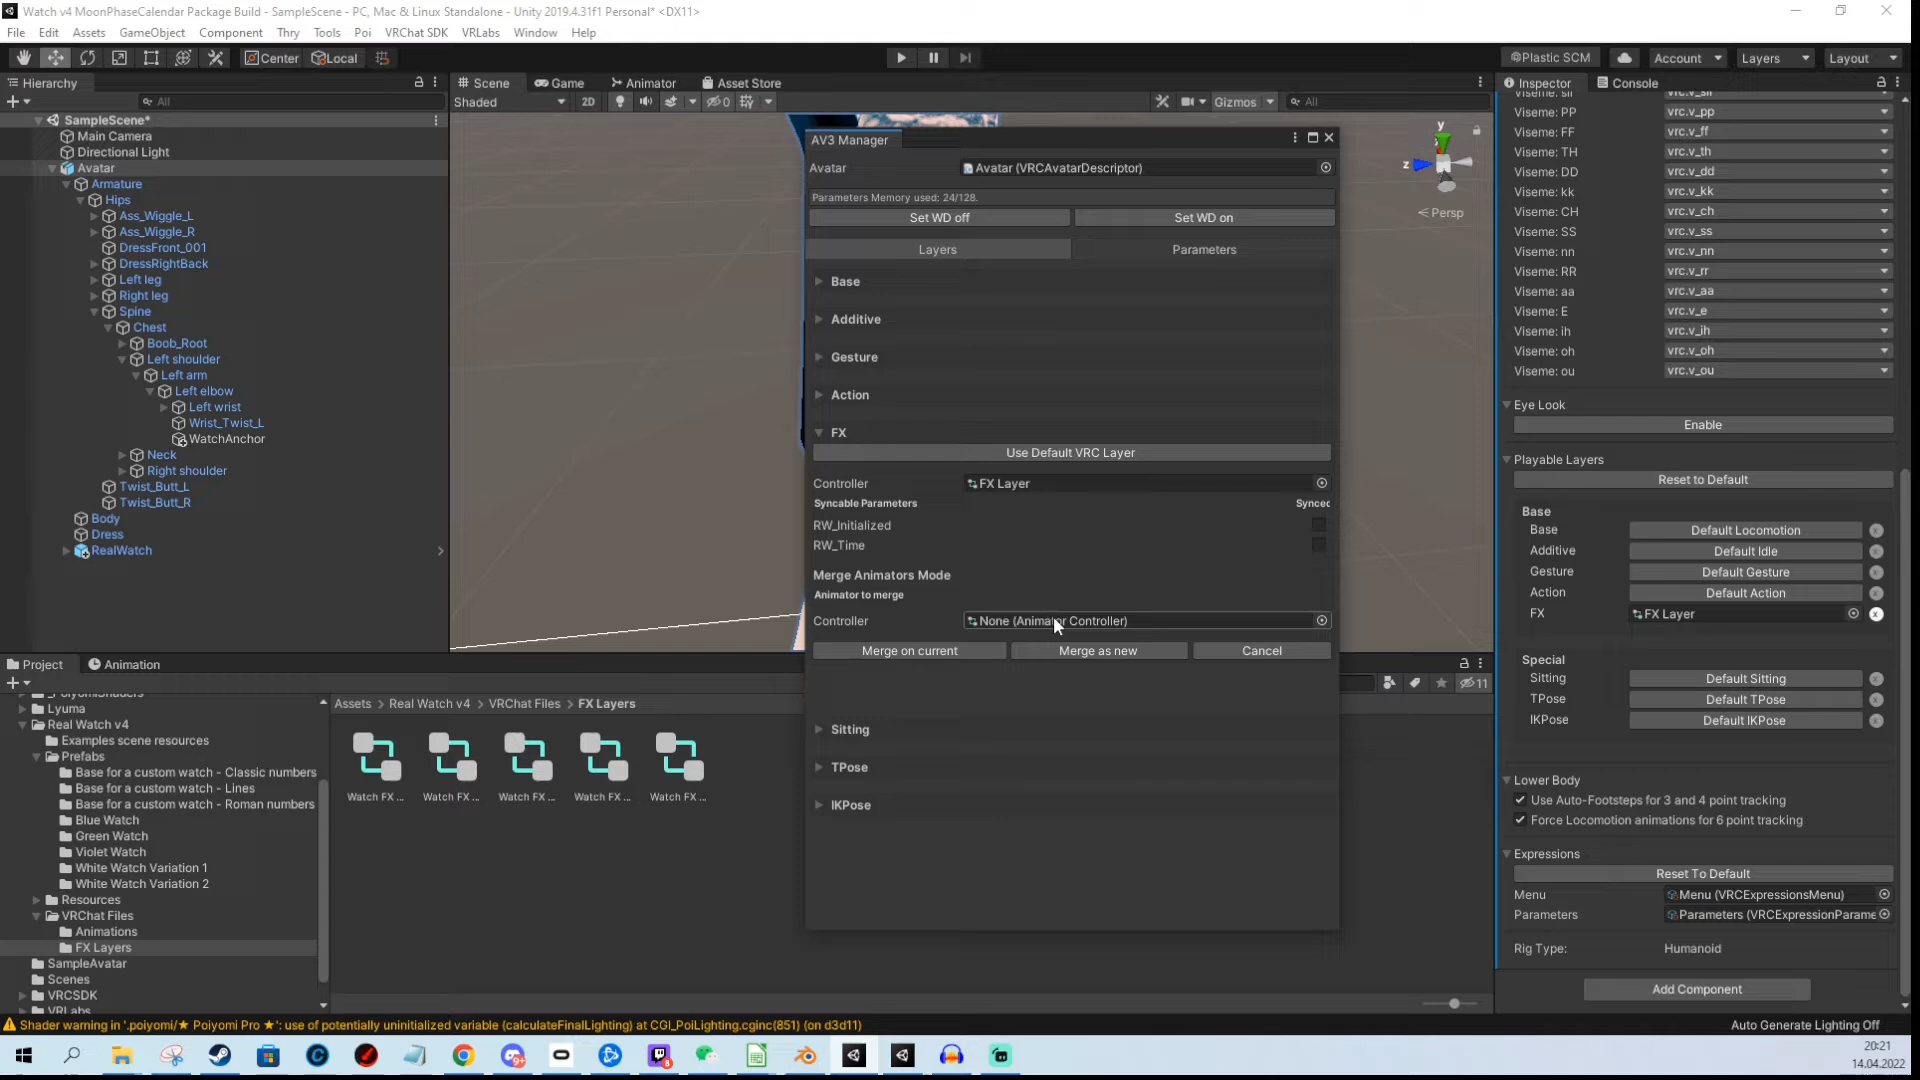 Watch v4 MoonPhaseCalendar Package Build - SampleScene - PC, Mac & Linux Standalone - Unity 2019.4.31f1 Personal* <DX11>
File Edit Assets GameObject Component Thry Tools Poi VRChat SDK VRLabs Window Help
Center Local Plastic SCM Account Layers Layout
Hierarchy
All
SampleScene*
Main Camera
Directional Light
Avatar
Armature
Hips
Ass_Wiggle_L
Ass_Wiggle_R
DressFront_001
DressRightBack
Left leg
Right leg
Spine
Chest
Boob_Root
Left shoulder
Left arm
Left elbow
Left wrist
Wrist_Twist_L
WatchAnchor
Neck
Right shoulder
Twist_Butt_L
Twist_Butt_R
Body
Dress
RealWatch
Scene Game Animator Asset Store
Shaded 2D 0 Gizmos All
y
x
z
Persp
AV3 Manager
Avatar Avatar (VRCAvatarDescriptor)
Parameters Memory used: 24/128.
Set WD off Set WD on
Layers Parameters
Base
Additive
Gesture
Action
FX
Use Default VRC Layer
Controller FX Layer
Syncable Parameters Synced
RW_Initialized
RW_Time
Merge Animators Mode
Animator to merge
Controller None (Animator Controller)
Merge on current Merge as new Cancel
Sitting
TPose
IKPose
Inspector Console
Viseme: sil vrc.v_sil
Viseme: PP vrc.v_pp
Viseme: FF vrc.v_ff
Viseme: TH vrc.v_th
Viseme: DD vrc.v_dd
Viseme: kk vrc.v_kk
Viseme: CH vrc.v_ch
Viseme: SS vrc.v_ss
Viseme: nn vrc.v_nn
Viseme: RR vrc.v_rr
Viseme: aa vrc.v_aa
Viseme: E vrc.v_e
Viseme: ih vrc.v_ih
Viseme: oh vrc.v_oh
Viseme: ou vrc.v_ou
Eye Look
Enable
Playable Layers
Reset to Default
Base
Base Default Locomotion
Additive Default Idle
Gesture Default Gesture
Action Default Action
FX FX Layer
Special
Sitting Default Sitting
TPose Default TPose
IKPose Default IKPose
Lower Body
Use Auto-Footsteps for 3 and 4 point tracking
Force Locomotion animations for 6 point tracking
Expressions
Reset To Default
Menu Menu (VRCExpressionsMenu)
Parameters Parameters (VRCExpressionParame
Rig Type: Humanoid
Add Component
Project Animation
11
_PoiyomiShaders
Lyuma
Real Watch v4
Examples scene resources
Prefabs
Base for a custom watch - Classic numbers
Base for a custom watch - Lines
Base for a custom watch - Roman numbers
Blue Watch
Green Watch
Violet Watch
White Watch Variation 1
White Watch Variation 2
Resources
VRChat Files
Animations
FX Layers
SampleAvatar
Scenes
VRCSDK
VRLabs
Assets > Real Watch v4 > VRChat Files > FX Layers
Watch FX ... Watch FX ... Watch FX ... Watch FX ... Watch FX ...
Shader warning in '.poiyomi/★ Poiyomi Pro ★': use of potentially uninitialized variable (calculateFinalLighting) at CGI_PoiLighting.cginc(851) (on d3d11)
Auto Generate Lighting Off
20:21
14.04.2022